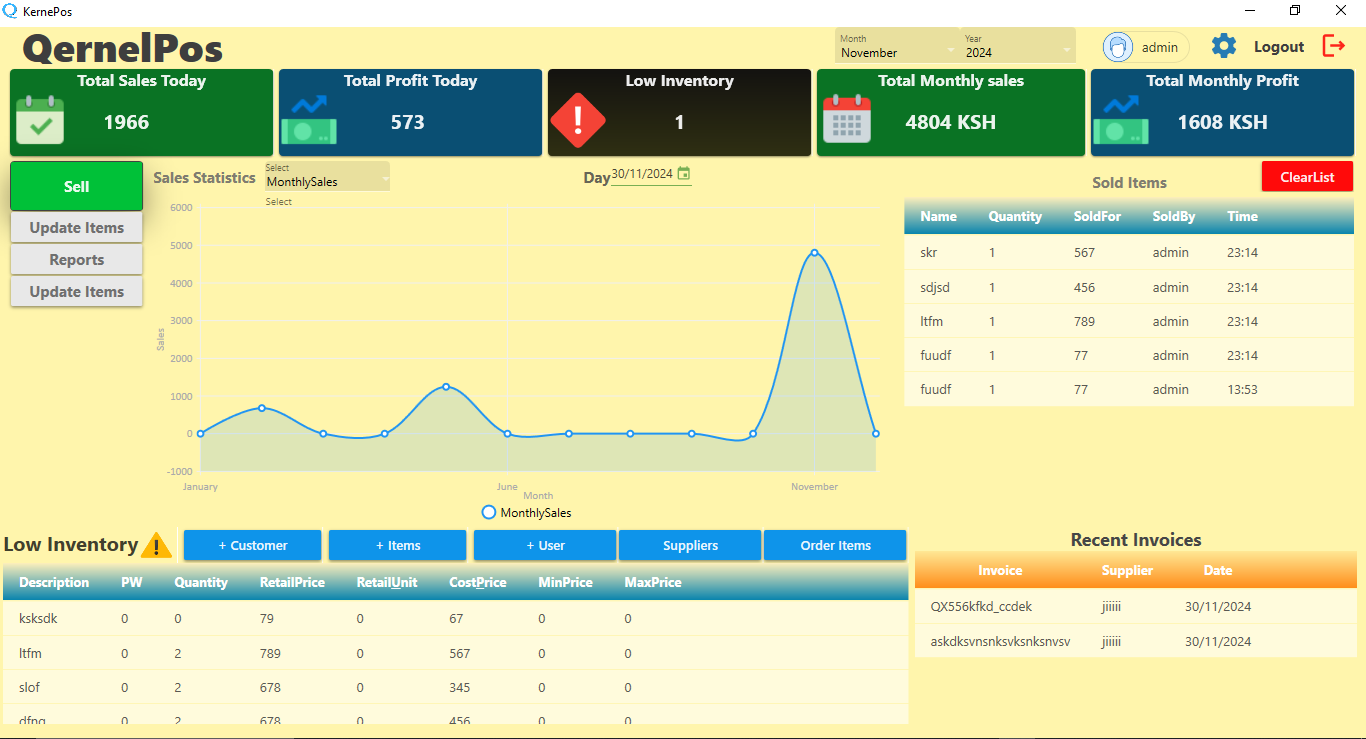 KernePos
QernelPos
Month
November
Year
2024
admin
Logout
Total Sales Today
1966
Total Profit Today
573
Low Inventory
1
Total Monthly sales
4804 KSH
Total Monthly Profit
1608 KSH
Sell
Update Items
Reports
Update Items
Sales Statistics
Select
MonthlySales
Select
Day 30/11/2024
6000
5000
4000
3000
2000
1000
0
-1000
Sales
January June November
Month
MonthlySales
Sold Items
ClearList
Name Quantity SoldFor SoldBy Time
skr 1 567 admin 23:14
sdjsd 1 456 admin 23:14
ltfm 1 789 admin 23:14
fuudf 1 77 admin 23:14
fuudf 1 77 admin 13:53
Low Inventory
+ Customer
+ Items
+ User
Suppliers
Order Items
Description PW Quantity RetailPrice RetailUnit CostPrice MinPrice MaxPrice
ksksdk 0 0 79 0 67 0 0
ltfm 0 2 789 0 567 0 0
slof 0 2 678 0 345 0 0
dfng 0 2 678 0 456 0 0
Recent Invoices
Invoice Supplier Date
QX556kfkd_ccdek jiiiii 30/11/2024
askdksvnsnksvksnksnvsv jiiiii 30/11/2024